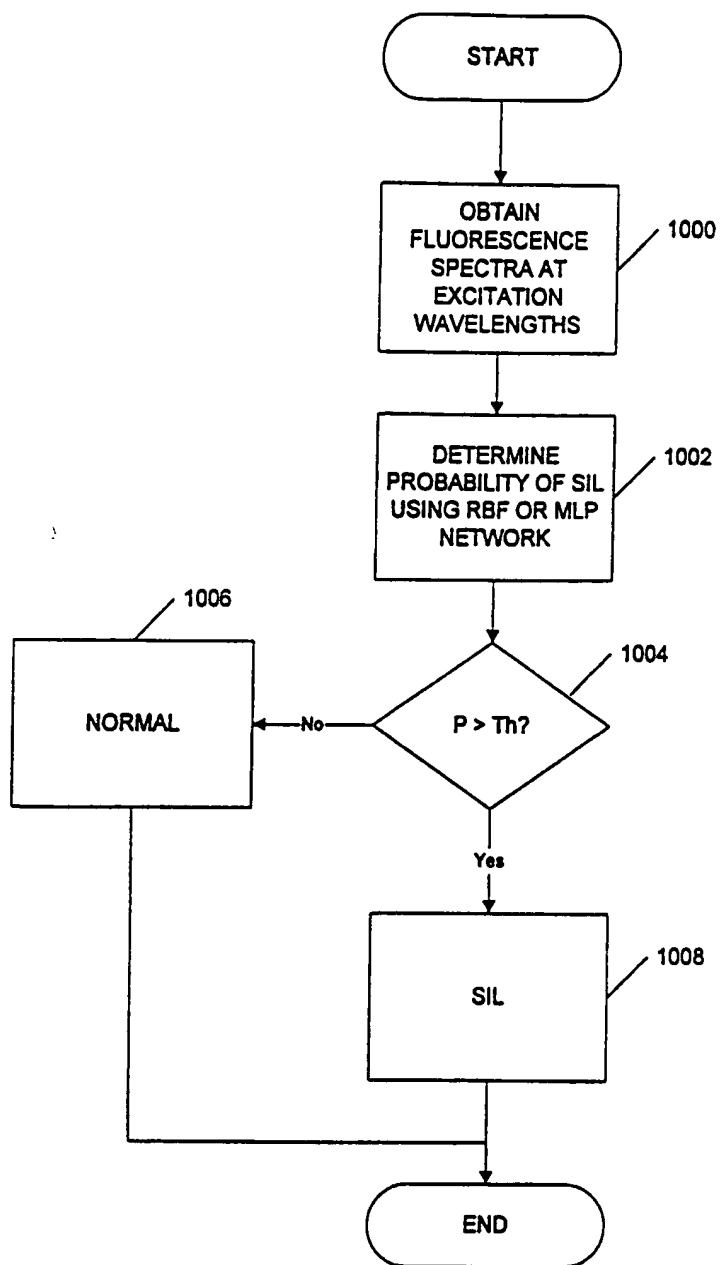 START
OBTAIN
FLUORESCENCE
SPECTRA AT
EXCITATION
WAVELENGTHS
1000
DETERMINE
PROBABILITY OF SIL
USING RBF OR MLP
NETWORK
1002
1006
NORMAL
No
P > Th?
1004
Yes
SIL
1008
END